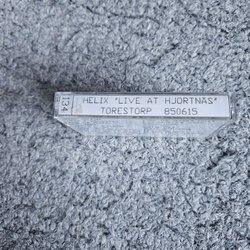 134
HELIX "LIVE AT HJORTNÄS"
TORESTORP 850615